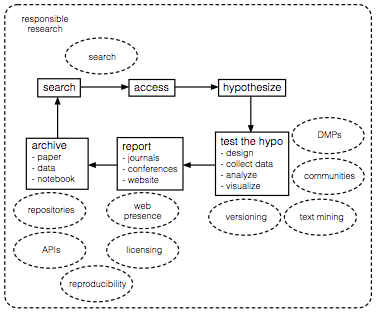 responsible
research
search
search
access
hypothesize
test the hypo
- design
- collect data
- analyze
- visualize
report
- journals
- conferences
- website
archive
- paper
- data
- notebook
DMPs
communities
text mining
versioning
web
presence
repositories
licensing
APIs
reproducibility